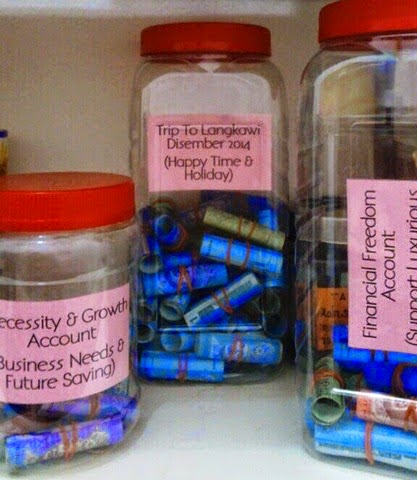 ecessity & Growth
Account
Business Needs &
Future Saving)
Trip To Langkawi
Disember 2014
(Happy Time &
Holiday)
Financial Freedom
Account
(Support Luxurious